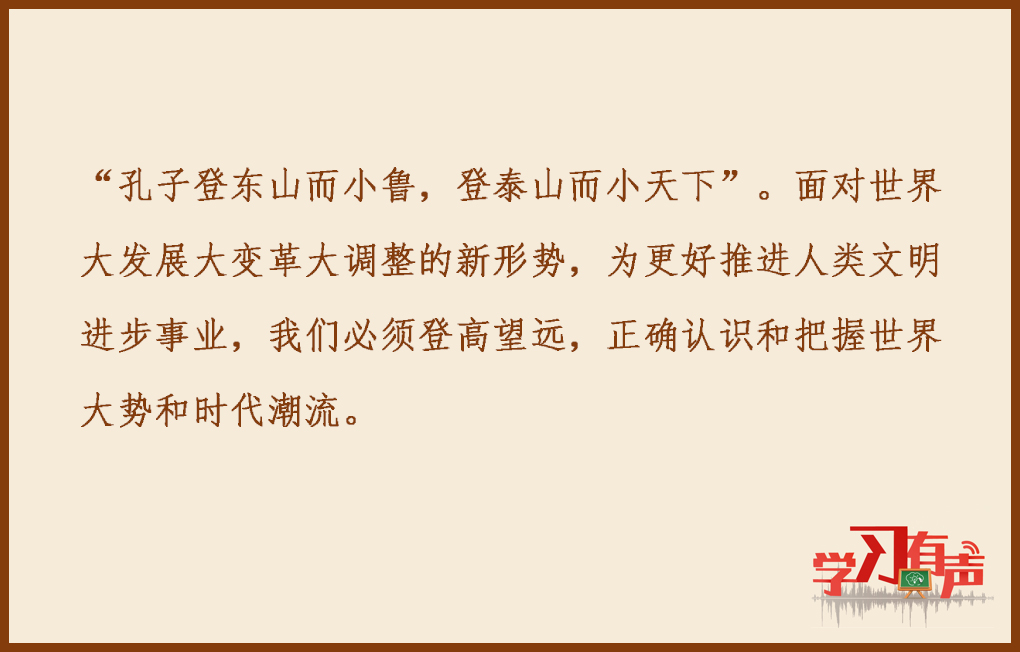 “孔子登东山而小鲁，登泰山而小天下”。面对世界
大发展大变革大调整的新形势，为更好推进人类文明
进步事业，我们必须登高望远，正确认识和把握世界
大势和时代潮流。
学习有声